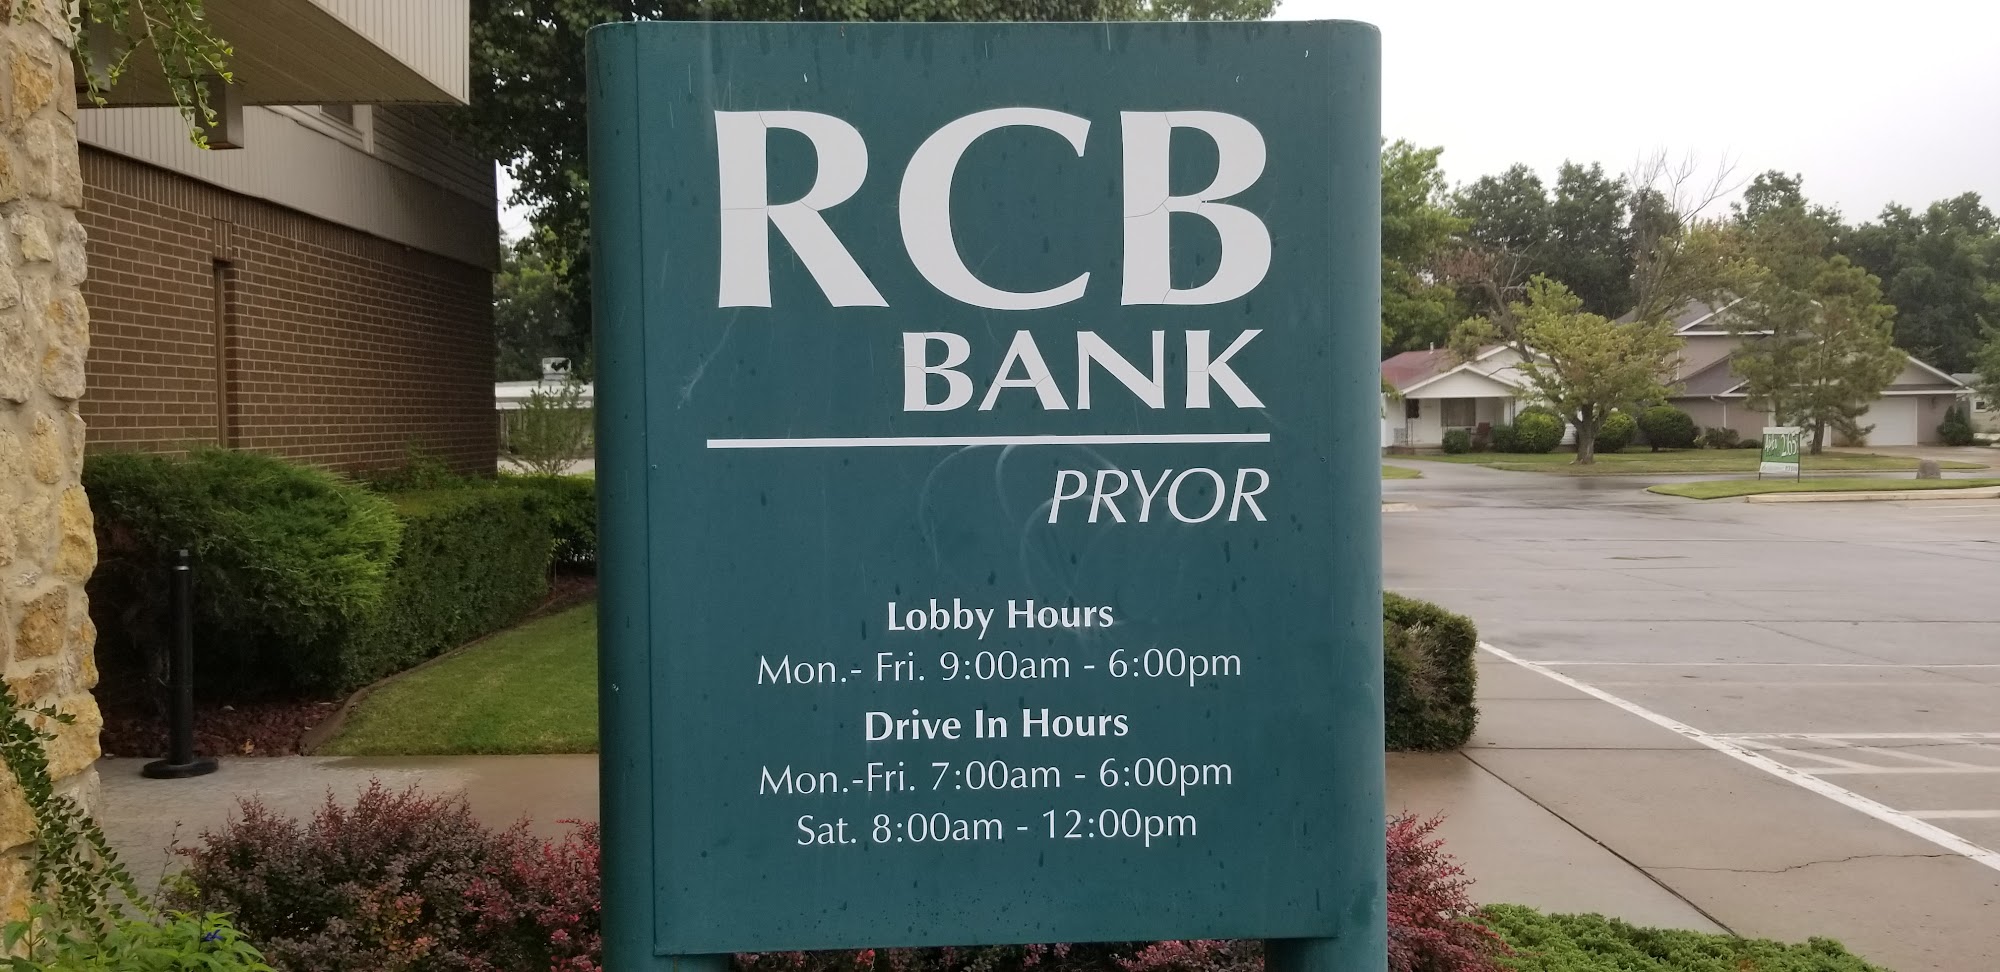 RCB
BANK
PRYOR
Lobby Hours
Mon.- Fri. 9:00am - 6:00pm
Drive In Hours
Mon.-Fri. 7:00am - 6:00pm
Sat. 8:00am - 12:00pm
265